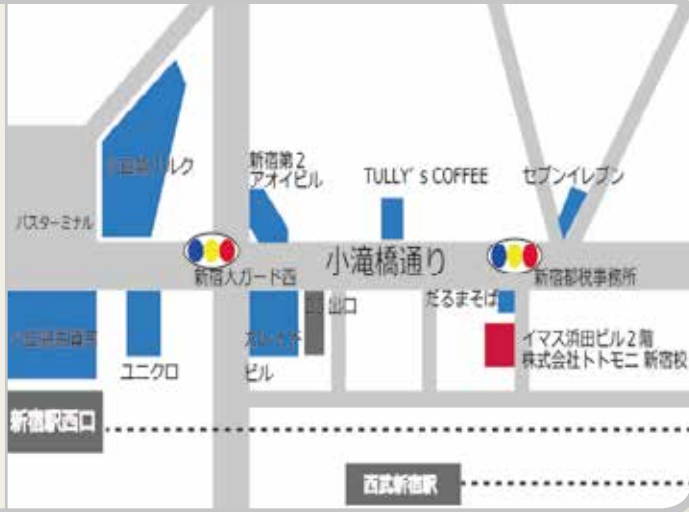 新宿第2
アオイビル
TULLY'S COFFEE
セブンイレブン
バスターミナル
小滝橋通り
新宿大ガード西
新宿都税事務所
出口
だるまそば
ユニクロ
ビル
イマス浜田ビル2階
株式会社トトモニ 新宿校
新宿駅西口
西武新宿駅